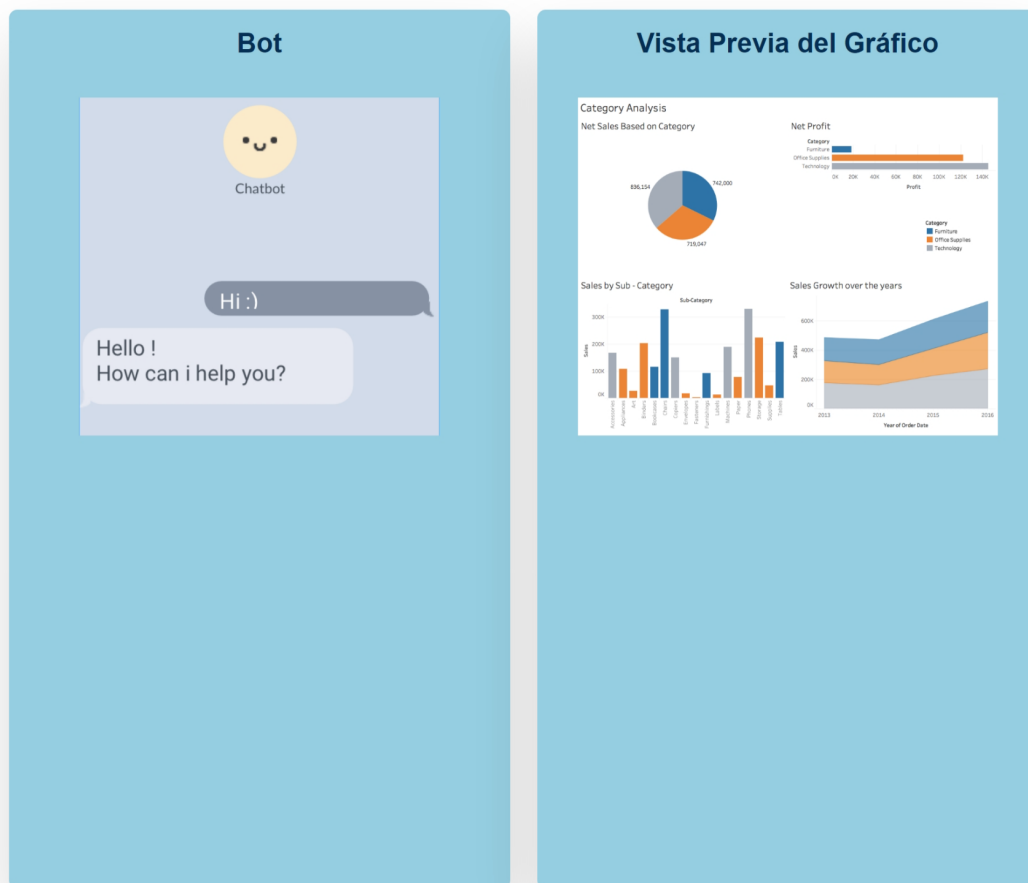 Bot
Chatbot
Hi :)
Hello !
How can i help you?
Vista Previa del Gráfico
Category Analysis
Net Sales Based on Category
836,154
742,000
719,047
Net Profit
Category
Furniture
Office Supplies
Technology
0K 20K 40K 60K 80K 100K 120K 140K
Profit
Category
Furniture
Office Supplies
Technology
Sales by Sub - Category
Sub-Category
300K
200K
100K
0K
Sales
Accessories
Appliances
Art
Binders
Bookcases
Chairs
Copiers
Envelopes
Fasteners
Furnishings
Labels
Machines
Paper
Phones
Storage
Supplies
Tables
Sales Growth over the years
600K
400K
200K
0K
Sales
2013 2014 2015 2016
Year of Order Date